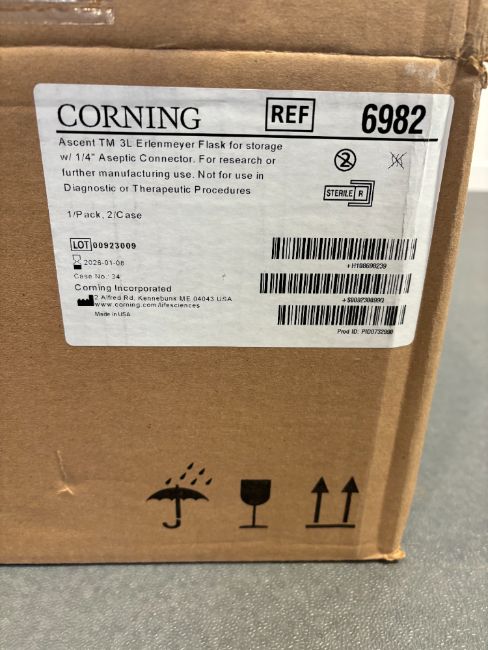 CORNING REF 6982
Ascent TM 3L Erlenmeyer Flask for storage
w/ 1/4" Aseptic Connector. For research or
further manufacturing use. Not for use in
Diagnostic or Therapeutic Procedures
2
STERILE R
1/Pack, 2/Case
LOT 00923009
2026-01-08
Case No.: 34
Corning Incorporated
2 Alfred Rd, Kennebunk ME 04043 USA
www.corning.com/lifesciences
Made in USA
Prod ID: